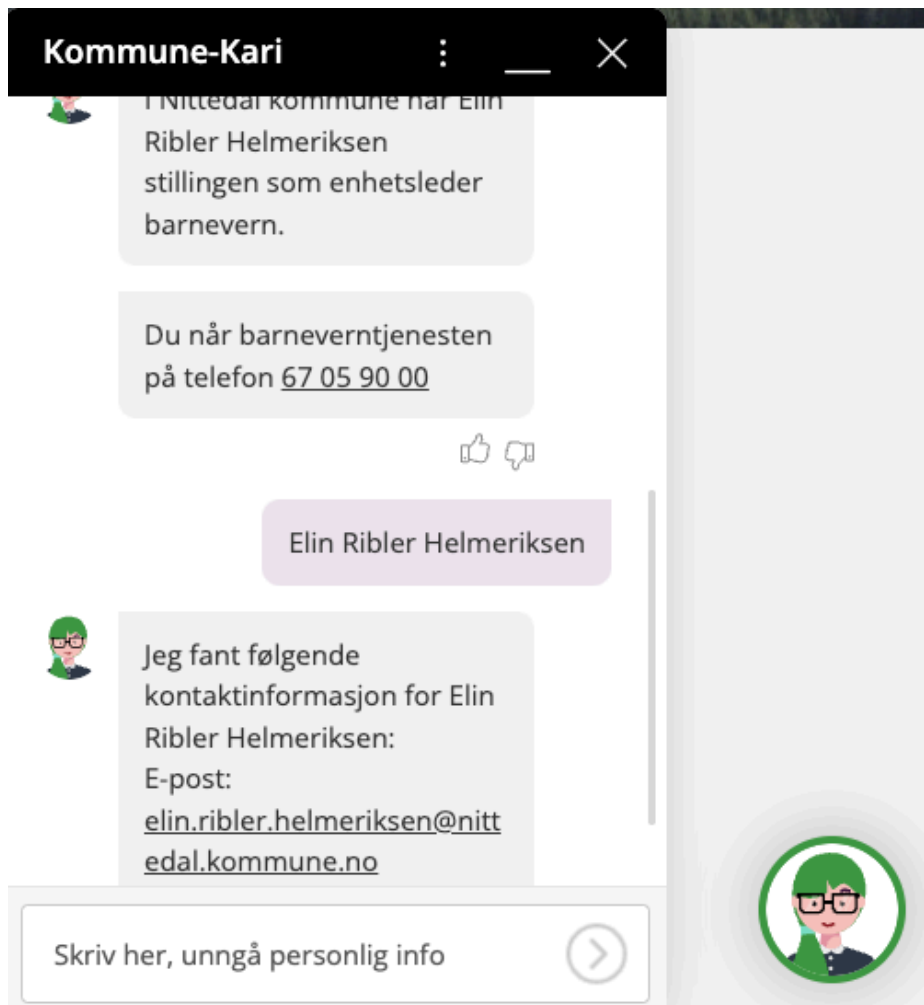 Kommune-Kari
I Nittedal kommune har Elin
Ribler Helmeriksen
stillingen som enhetsleder
barnevern.
Du når barneverntjenesten
på telefon 67 05 90 00
Elin Ribler Helmeriksen
Jeg fant følgende
kontaktinformasjon for Elin
Ribler Helmeriksen:
E-post:
elin.ribler.helmeriksen@nitt
edal.kommune.no
Skriv her, unngå personlig info